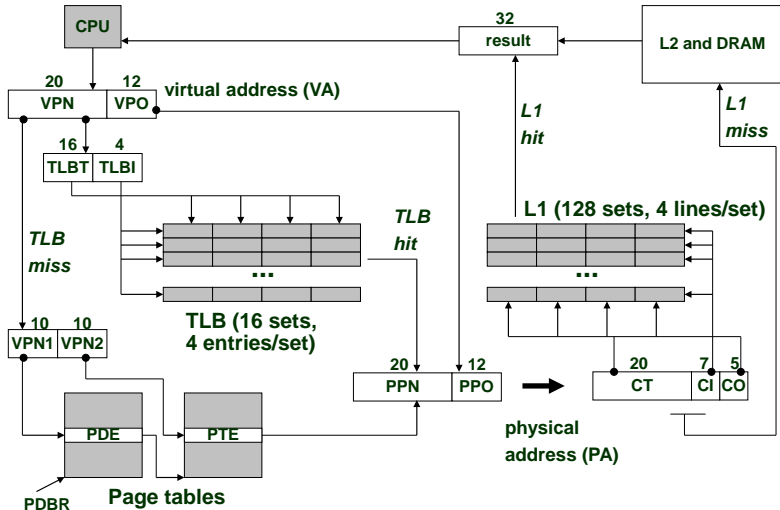 CPU
32
result
L2 and DRAM
20 12
VPN VPO
virtual address (VA)
L1
hit
L1
miss
16 4
TLBT TLBI
TLB
hit
L1 (128 sets, 4 lines/set)
TLB
miss
...
...
TLB (16 sets,
4 entries/set)
10 10
VPN1 VPN2
20 12
PPN PPO
20 7 5
CT CI CO
PDE
PTE
physical
address (PA)
PDBR
Page tables